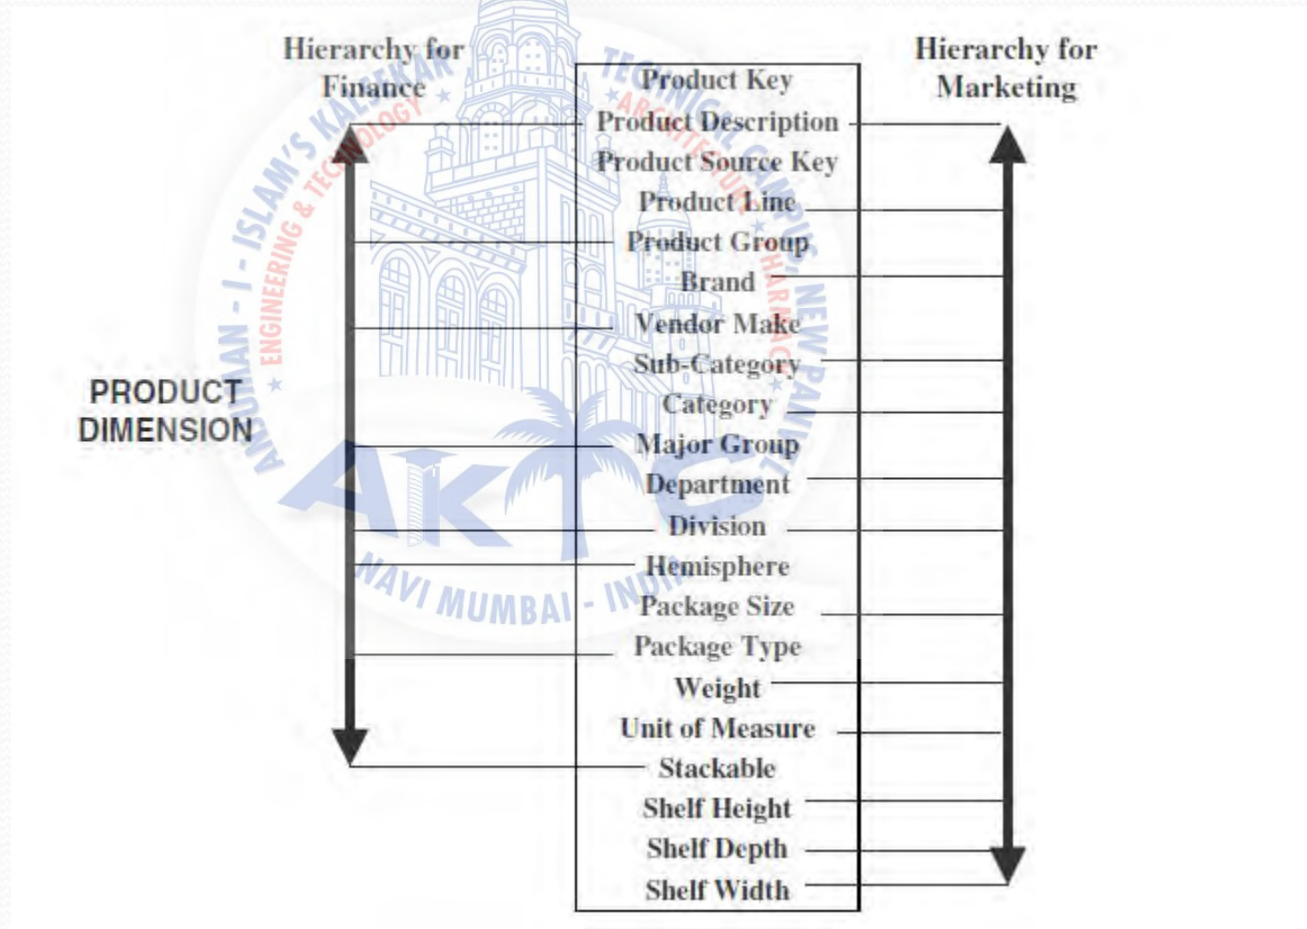 Hierarchy for
Finance
Hierarchy for
Marketing
Product Key
Product Description
Product Source Key
Product Line
Product Group
Brand
Vendor Make
Sub-Category
Category
Major Group
Department
Division
Hemisphere
Package Size
Package Type
Weight
Unit of Measure
Stackable
Shelf Height
Shelf Depth
Shelf Width
PRODUCT
DIMENSION
ANJUMAN - I - ISLAM'S KALSEKAR TECHNICAL CAMPUS, NEW PANVEL
★ ENGINEERING & TECHNOLOGY ★ ARCHITECTURE ★ PHARMACY ★
AKTC
NAVI MUMBAI - INDIA